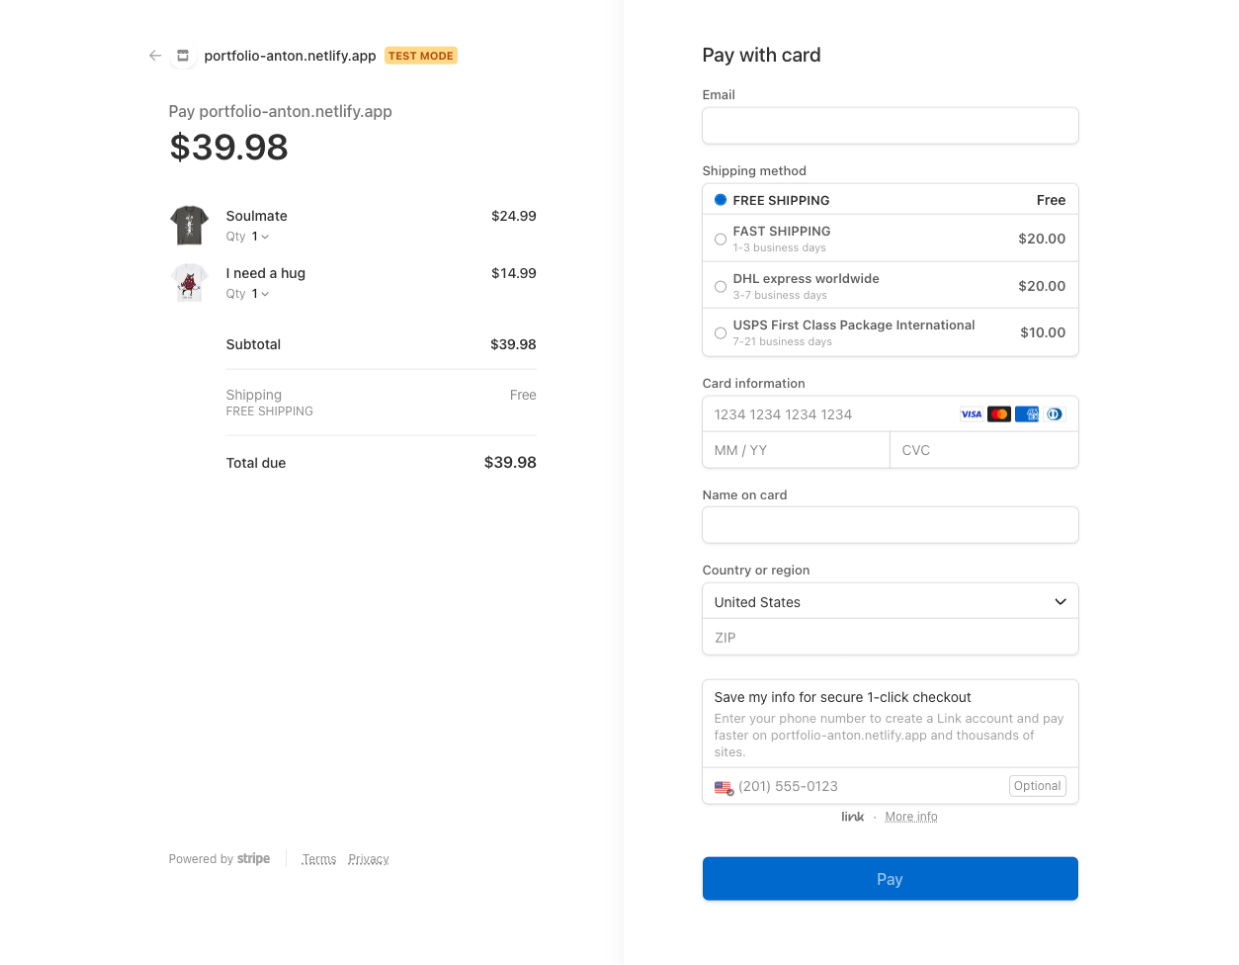 portfolio-anton.netlify.app TEST MODE
Pay portfolio-anton.netlify.app
$39.98
Soulmate $24.99
Qty 1
I need a hug $14.99
Qty 1
Subtotal $39.98
Shipping Free
FREE SHIPPING
Total due $39.98
Powered by stripe Terms Privacy
Pay with card
Email
Shipping method
FREE SHIPPING Free
FAST SHIPPING $20.00
1-3 business days
DHL express worldwide $20.00
3-7 business days
USPS First Class Package International $10.00
7-21 business days
Card information
1234 1234 1234 1234 VISA
MM / YY CVC
Name on card
Country or region
United States
ZIP
Save my info for secure 1-click checkout
Enter your phone number to create a Link account and pay
faster on portfolio-anton.netlify.app and thousands of
sites.
(201) 555-0123 Optional
link · More info
Pay